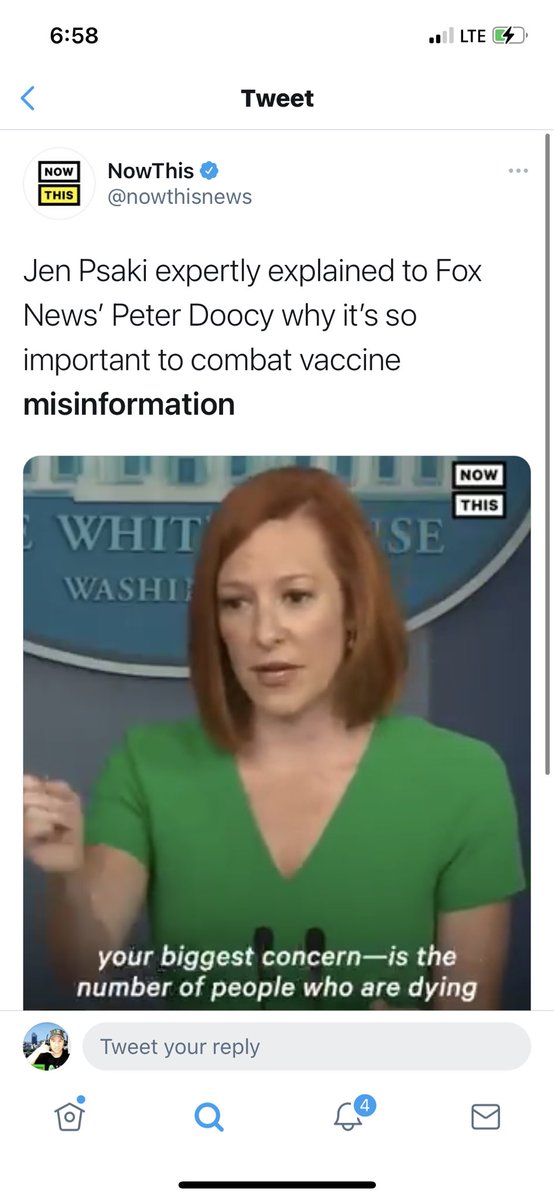 6:58
LTE
Tweet
NOW
THIS
NowThis
@nowthisnews
Jen Psaki expertly explained to Fox
News’ Peter Doocy why it’s so
important to combat vaccine
misinformation
NOW
THIS
E WHIT SE
WASHI
your biggest concern—is the
number of people who are dying
Tweet your reply
4